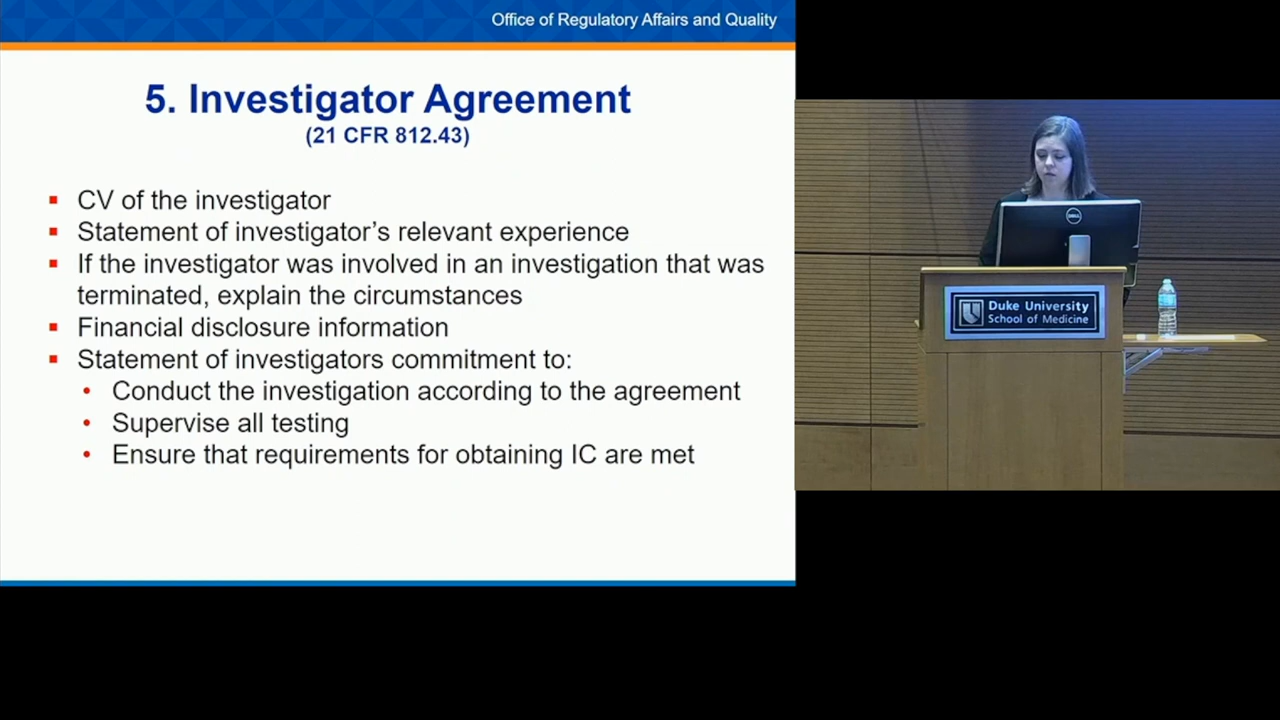 Office of Regulatory Affairs and Quality
5. Investigator Agreement
(21 CFR 812.43)
▪ CV of the investigator
▪ Statement of investigator’s relevant experience
▪ If the investigator was involved in an investigation that was
terminated, explain the circumstances
▪ Financial disclosure information
▪ Statement of investigators commitment to:
• Conduct the investigation according to the agreement
• Supervise all testing
• Ensure that requirements for obtaining IC are met
DELL
Duke University
School of Medicine